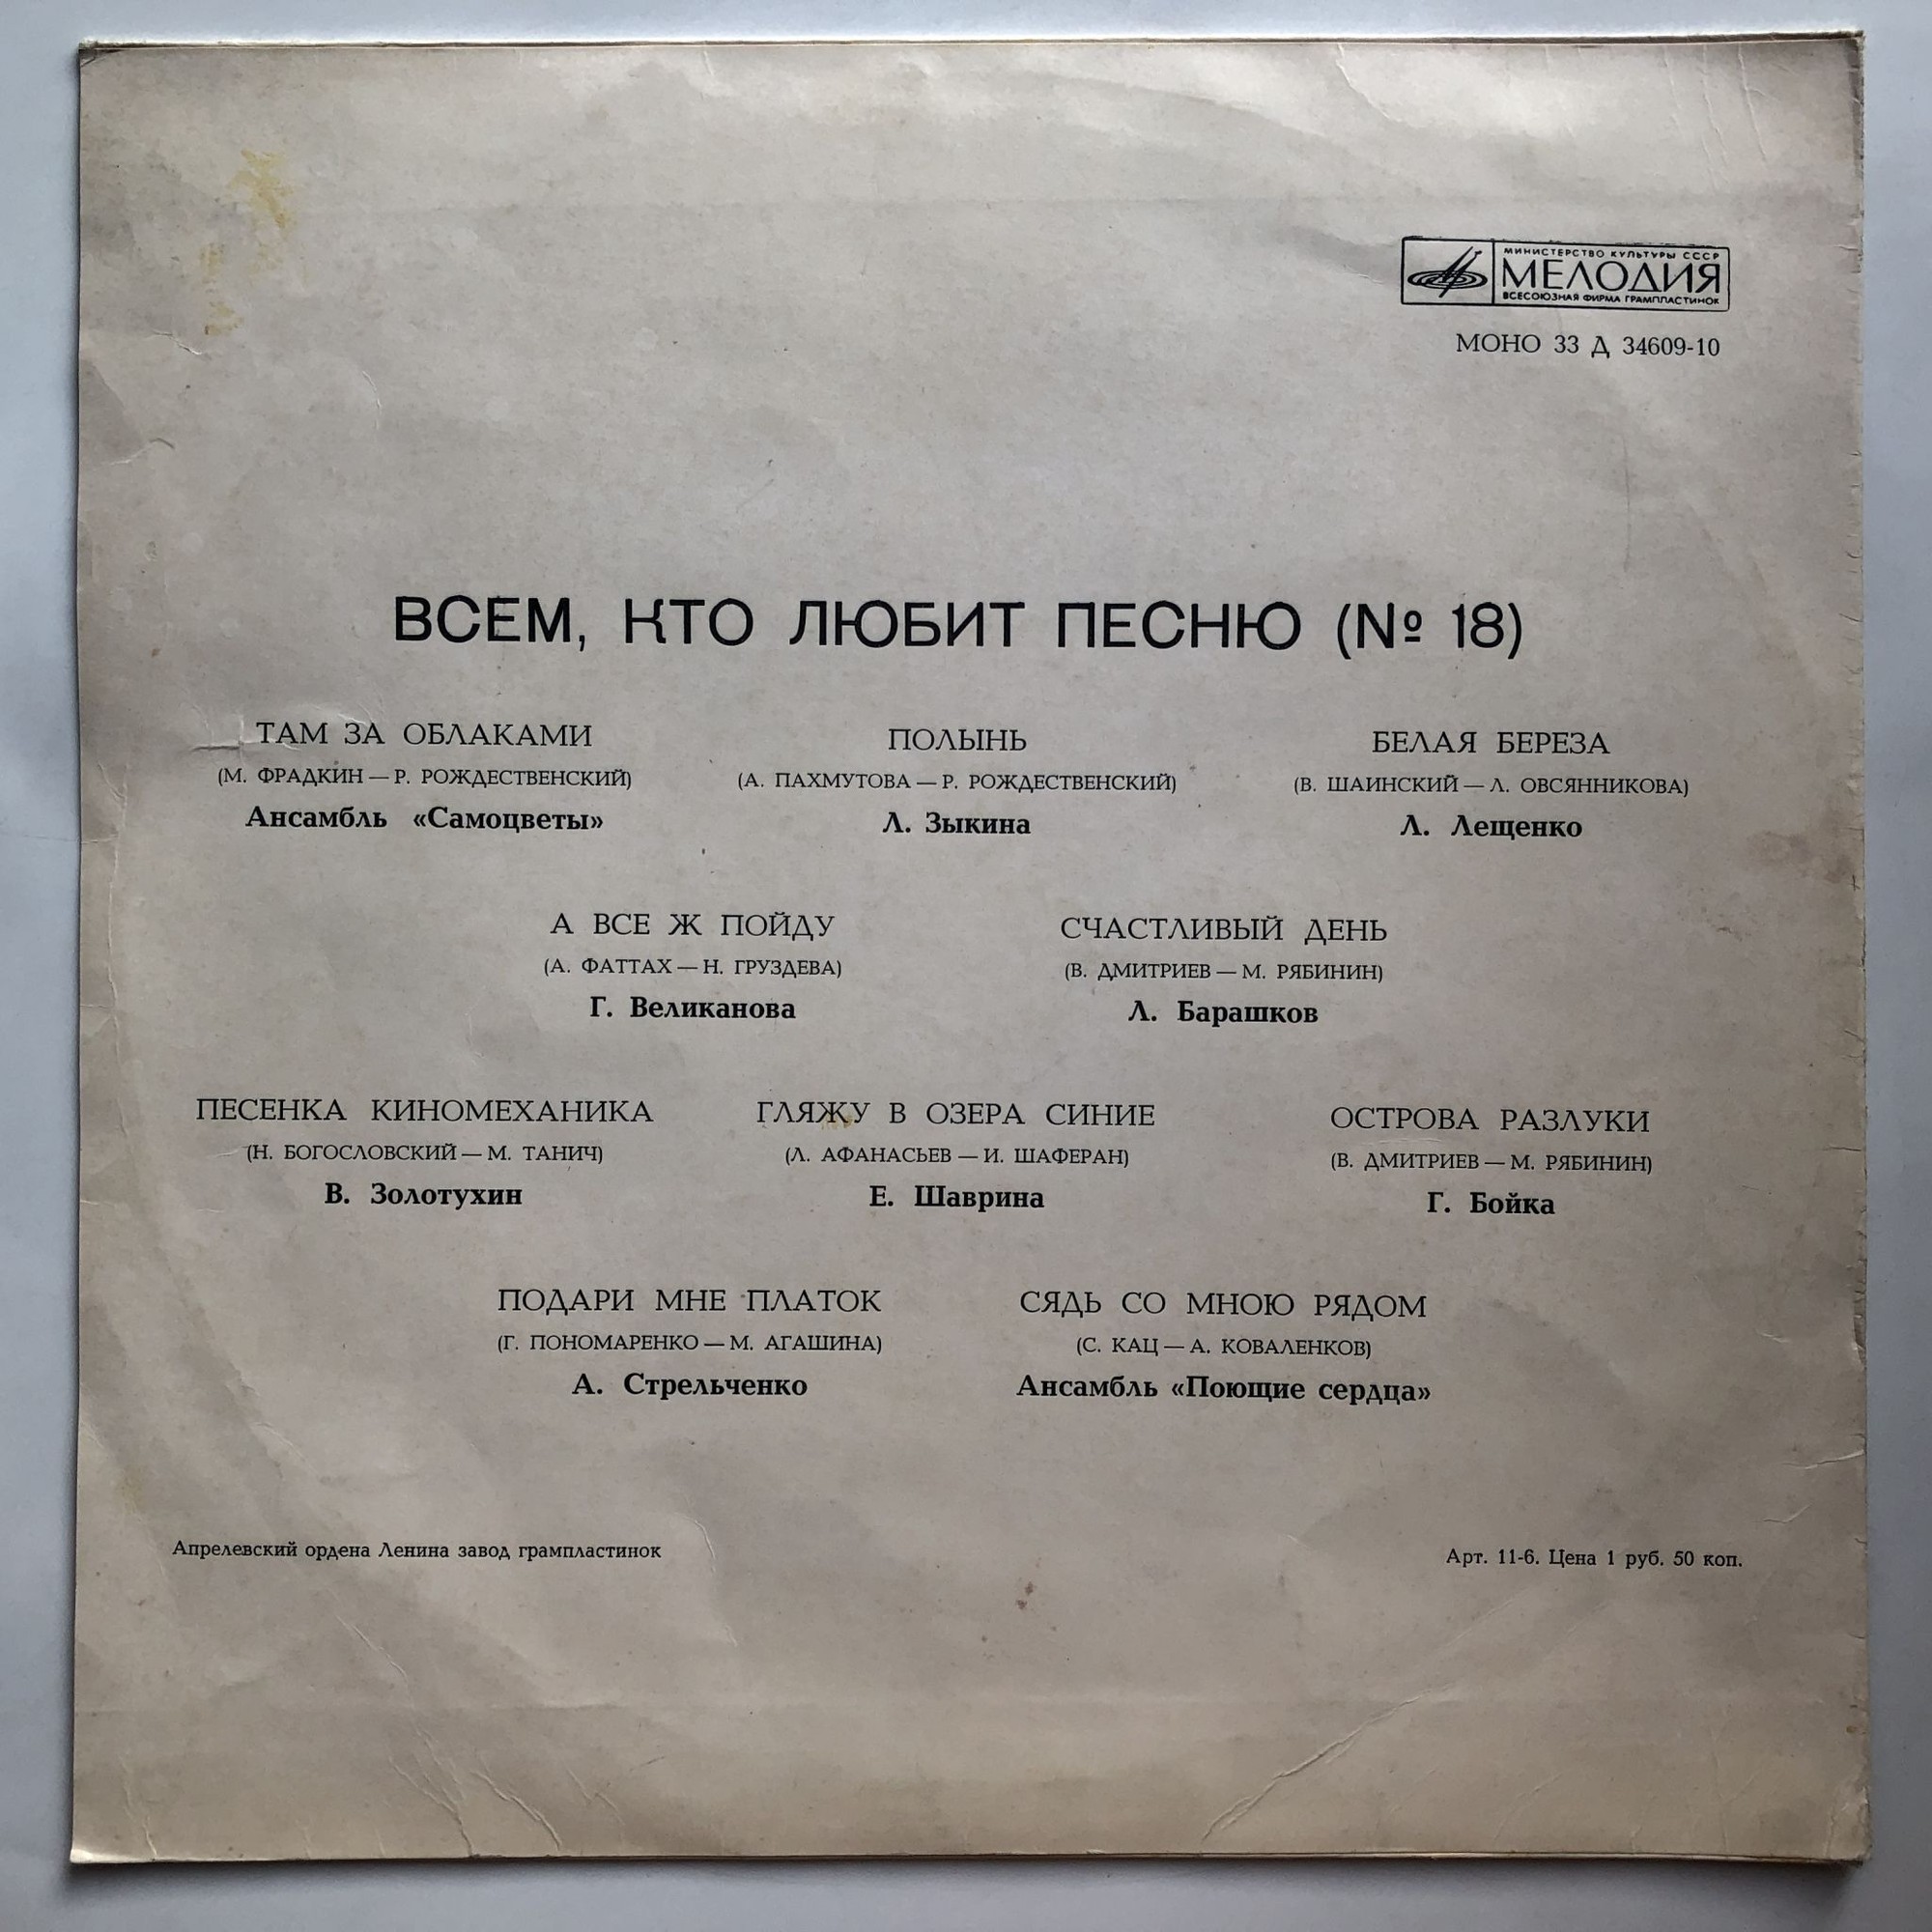 МИНИСТЕРСТВО КУЛЬТУРЫ СССР
МЕЛОДИЯ
ВСЕСОЮЗНАЯ ФИРМА ГРАМПЛАСТИНОК
МОНО 33 Д 34609-10
ВСЕМ, КТО ЛЮБИТ ПЕСНЮ (№ 18)
ТАМ ЗА ОБЛАКАМИ
(М. ФРАДКИН — Р. РОЖДЕСТВЕНСКИЙ)
Ансамбль «Самоцветы»
ПОЛЫНЬ
(А. ПАХМУТОВА — Р. РОЖДЕСТВЕНСКИЙ)
Л. Зыкина
БЕЛАЯ БЕРЕЗА
(В. ШАИНСКИЙ — Л. ОВСЯННИКОВА)
Л. Лещенко
А ВСЕ Ж ПОЙДУ
(А. ФАТТАХ — Н. ГРУЗДЕВА)
Г. Великанова
СЧАСТЛИВЫЙ ДЕНЬ
(В. ДМИТРИЕВ — М. РЯБИНИН)
Л. Барашков
ПЕСЕНКА КИНОМЕХАНИКА
(Н. БОГОСЛОВСКИЙ — М. ТАНИЧ)
В. Золотухин
ГЛЯЖУ В ОЗЕРА СИНИЕ
(Л. АФАНАСЬЕВ — И. ШАФЕРАН)
Е. Шаврина
ОСТРОВА РАЗЛУКИ
(В. ДМИТРИЕВ — М. РЯБИНИН)
Г. Бойка
ПОДАРИ МНЕ ПЛАТОК
(Г. ПОНОМАРЕНКО — М. АГАШИНА)
А. Стрельченко
СЯДЬ СО МНОЮ РЯДОМ
(С. КАЦ — А. КОВАЛЕНКОВ)
Ансамбль «Поющие сердца»
Апрелевский ордена Ленина завод грампластинок
Арт. 11-6. Цена 1 руб. 50 коп.